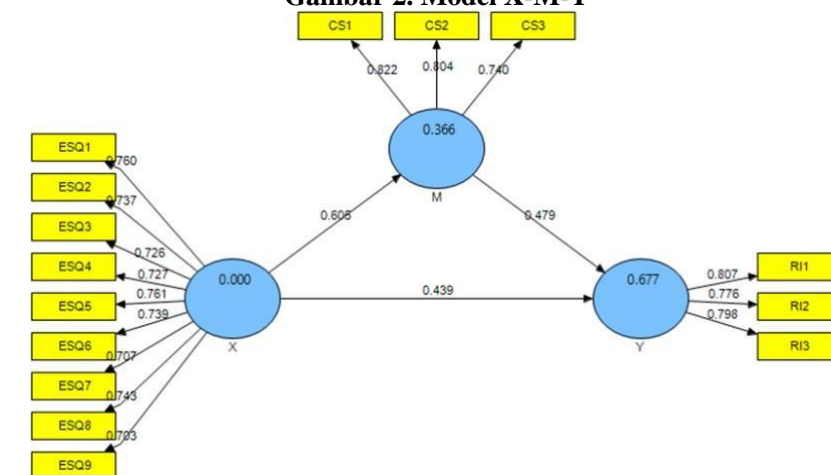 Gambar 2. Model X-M-Y
CS1 CS2 CS3
0.822 0.804 0.740
0.366
M
ESQ1
0.760
ESQ2
0.737
ESQ3
0.726
ESQ4
0.727
ESQ5
0.761
0.739
ESQ6
0.707
ESQ7
0.743
ESQ8
0.703
ESQ9
0.000
X
0.605
0.479
0.439
0.677
Y
0.807
RI1
0.776
RI2
0.798
RI3